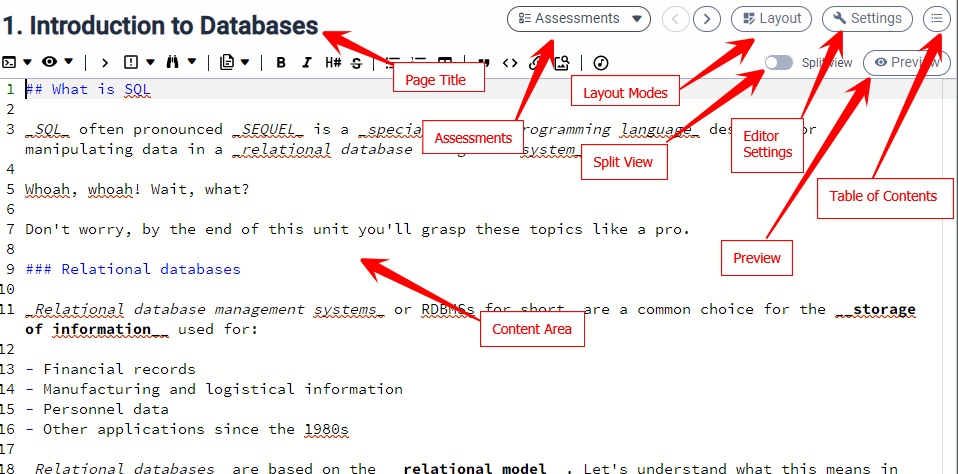 1. Introduction to Databases
Assessments
Layout
Settings
B I H# S
Split view
Preview
Page Title
Layout Modes
Assessments
Split View
Editor
Settings
Table of Contents
Preview
Content Area
1 ## What is SQL
2
3 _SQL_ often pronounced _SEQUEL_ is a _specia rogramming language_ des or
manipulating data in a _relational database system_
4
5 Whoah, whoah! Wait, what?
6
7 Don't worry, by the end of this unit you'll grasp these topics like a pro.
8
9 ### Relational databases
10
11 _Relational database management systems_ or RDBMSs for short, are a common choice for the __storage
of information__ used for:
12
13 - Financial records
14 - Manufacturing and logistical information
15 - Personnel data
16 - Other applications since the 1980s
17
18 _Relational databases_ are based on the __relational model__. Let's understand what this means in